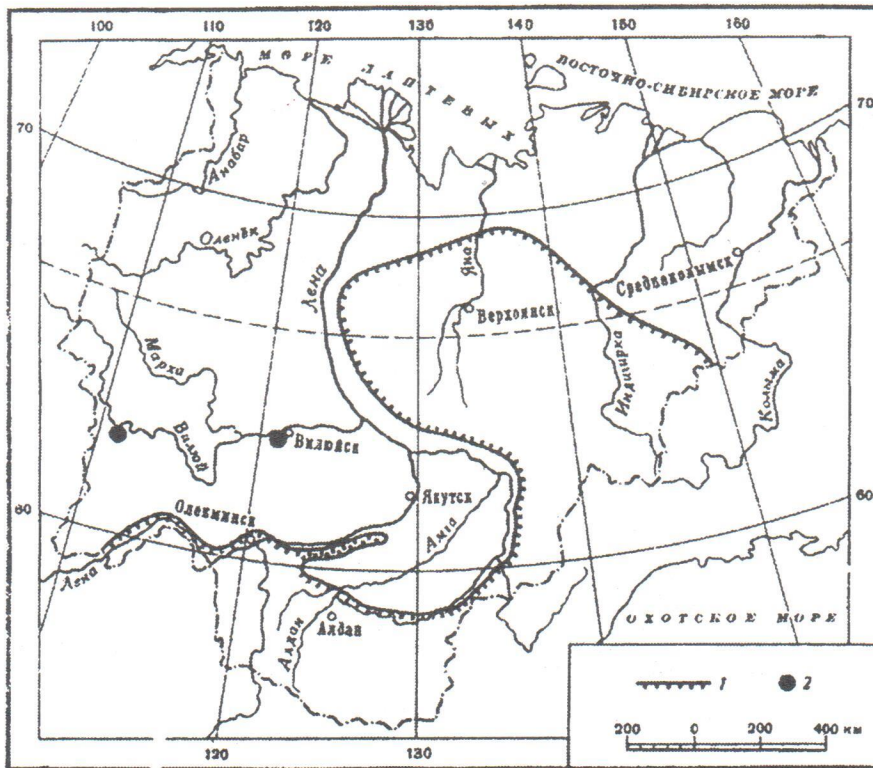 100 110 120 130 140 150 160
МОРЕ ЛАПТЕВЫХ
ВОСТОЧНО-СИБИРСКОЕ МОРЕ
70 70
Анабар
Оленёк
Лена
Яна
Среднеколымск
Верхоянск
Марха
Индигирка
Колыма
Вилюй
Вилюйск
60 60
Олекминск
Якутск
Амга
Лена
Алдан
Алдан
ОХОТСКОЕ МОРЕ
1 2
200 0 200 400 км
120 130